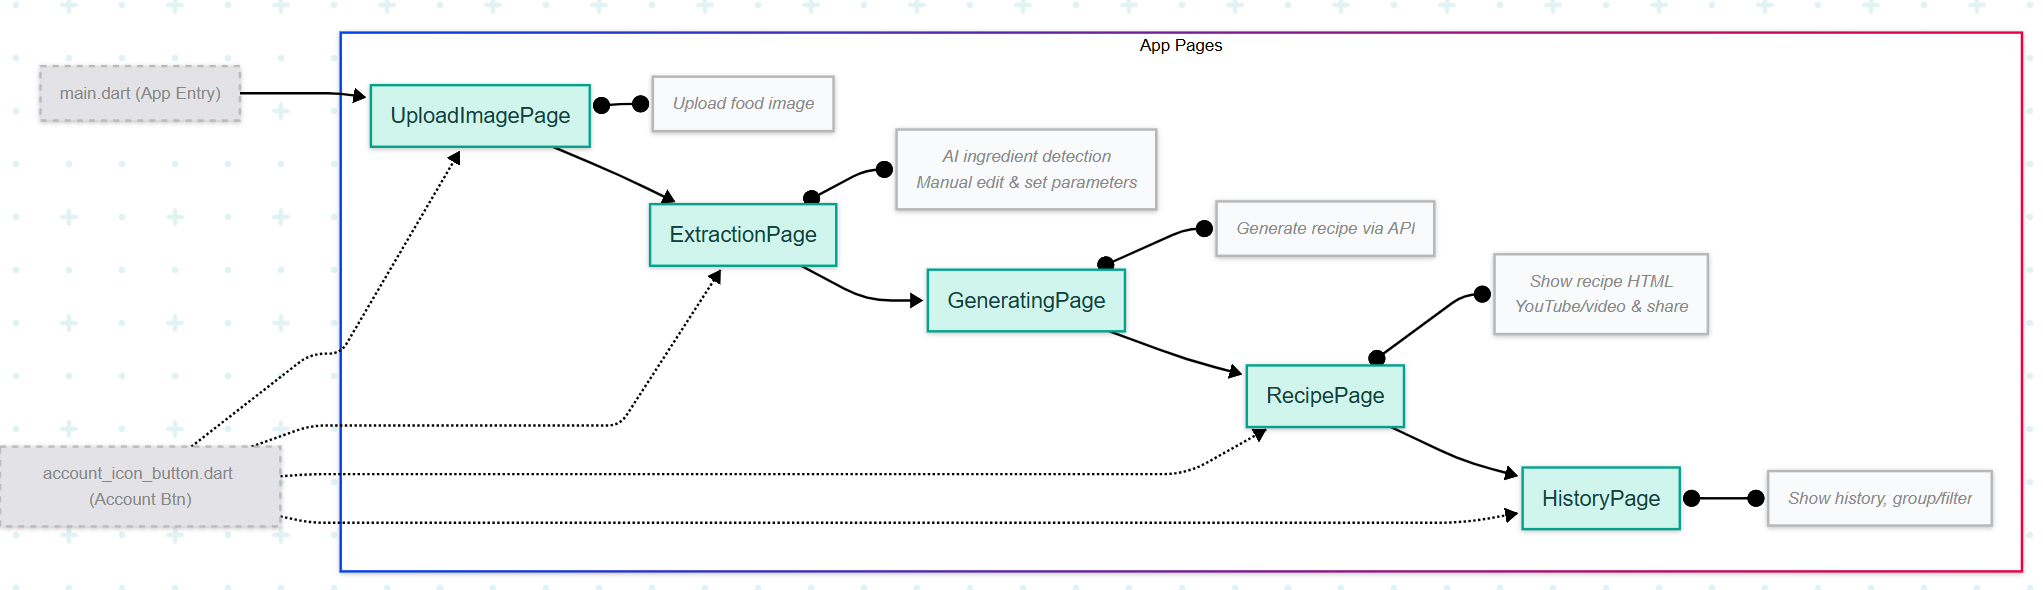 App Pages
main.dart (App Entry)
UploadImagePage
Upload food image
AI ingredient detection
Manual edit & set parameters
ExtractionPage
Generate recipe via API
GeneratingPage
Show recipe HTML
YouTube/video & share
RecipePage
account_icon_button.dart
(Account Btn)
HistoryPage
Show history, group/filter